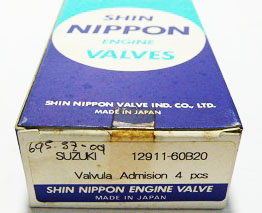 SHIN
NIPPON
ENGINE
VALVES
SHIN NIPPON VALVE IND. CO., LTD.
MADE IN JAPAN
695-37-09
SUZUKI 12911-60B20
Valvula Admision 4 pcs
SHIN NIPPON ENGINE VALVE
MADE IN JAPAN